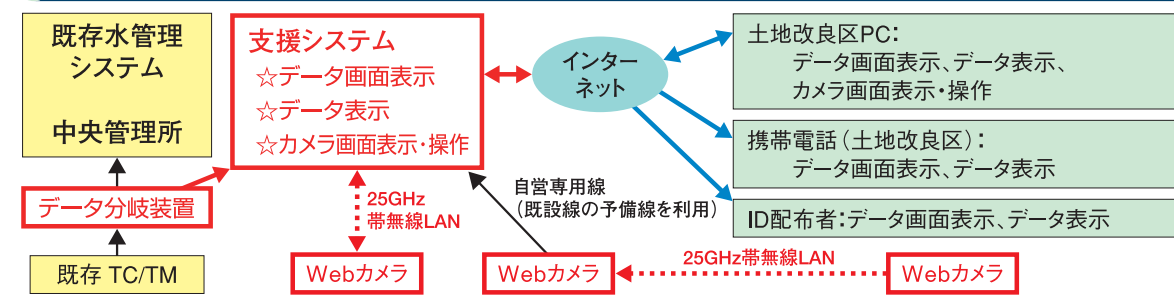 既存水管理
システム
中央管理所
データ分岐装置
既存 TC/TM
支援システム
☆データ画面表示
☆データ表示
☆カメラ画面表示・操作
25GHz
帯無線LAN
Webカメラ
自営専用線
（既設線の予備線を利用）
Webカメラ
25GHz帯無線LAN
Webカメラ
インター
ネット
土地改良区PC：
データ画面表示、データ表示、
カメラ画面表示・操作
携帯電話（土地改良区）：
データ画面表示、データ表示
ID配布者：データ画面表示、データ表示